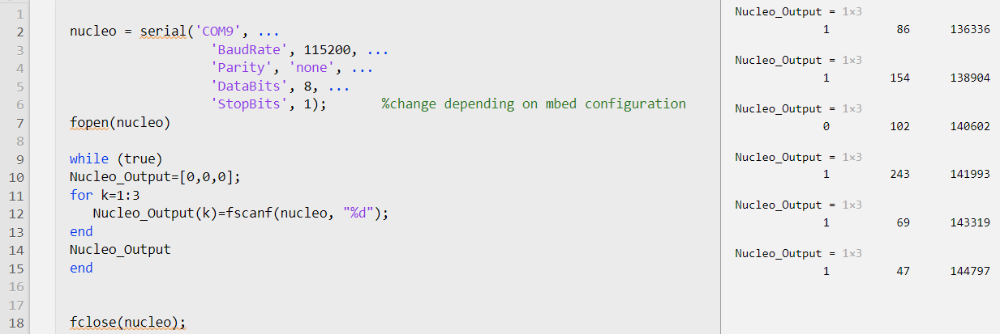 1
2 nucleo = serial('COM9', ...
3 'BaudRate', 115200, ...
4 'Parity', 'none', ...
5 'DataBits', 8, ...
6 'StopBits', 1); %change depending on mbed configuration
7 fopen(nucleo)
8
9 while (true)
10 Nucleo_Output=[0,0,0];
11 for k=1:3
12 Nucleo_Output(k)=fscanf(nucleo, "%d");
13 end
14 Nucleo_Output
15 end
16
17
18 fclose(nucleo);
Nucleo_Output = 1×3
1 86 136336
Nucleo_Output = 1×3
1 154 138904
Nucleo_Output = 1×3
0 102 140602
Nucleo_Output = 1×3
1 243 141993
Nucleo_Output = 1×3
1 69 143319
Nucleo_Output = 1×3
1 47 144797